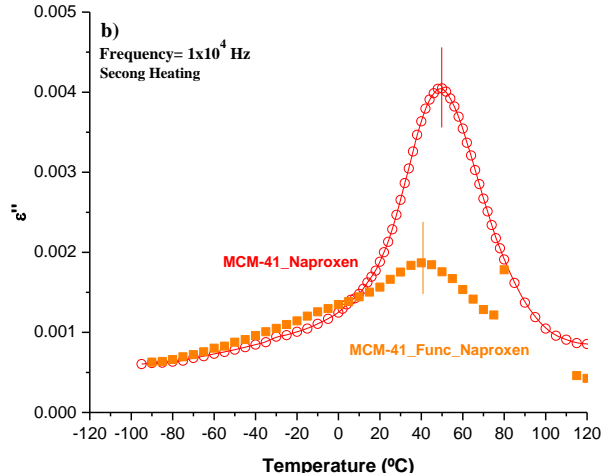 b)
Frequency= 1x10⁴ Hz
Secong Heating
0.005
0.004
0.003
0.002
0.001
0.000
ε"
MCM-41_Naproxen
MCM-41_Func_Naproxen
-120 -100 -80 -60 -40 -20 0 20 40 60 80 100 120
Temperature (ºC)